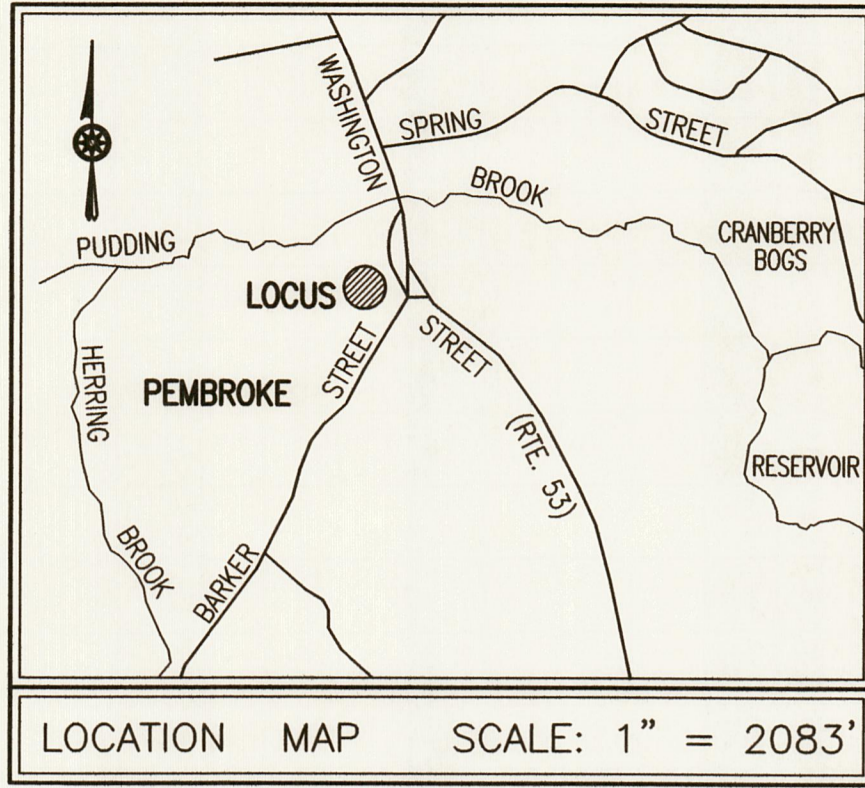 WASHINGTON
SPRING
STREET
BROOK
PUDDING
CRANBERRY
BOGS
LOCUS
STREET
STREET
HERRING
PEMBROKE
(RTE. 53)
RESERVOIR
BROOK
BARKER
LOCATION MAP SCALE: 1" = 2083'